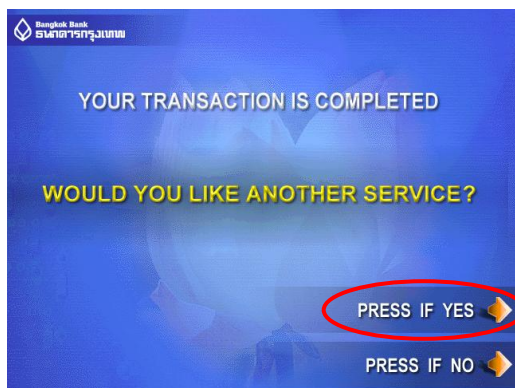 Bangkok Bank
ธนาคารกรุงเทพ
YOUR TRANSACTION IS COMPLETED
WOULD YOU LIKE ANOTHER SERVICE?
PRESS IF YES
PRESS IF NO